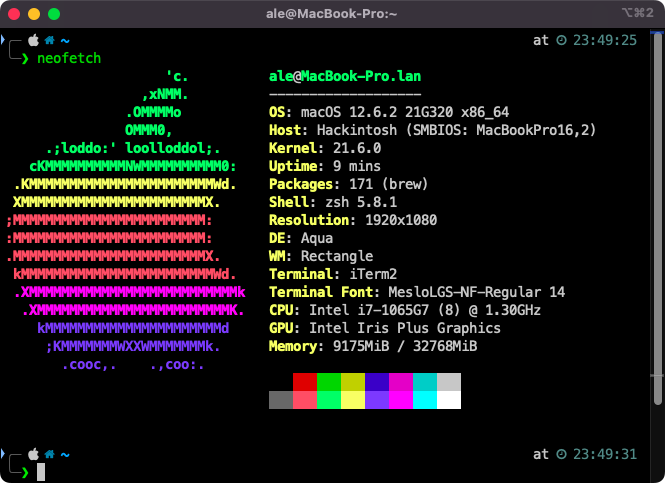 ale@MacBook-Pro:~
⌥⌘2
~ at 23:49:25
❯ neofetch
'c.
,xNMM.
.OMMMMo
OMMM0,
.;loddo:' loolloddol;.
cKMMMMMMMMMMNWMMMMMMMMMM0:
.KMMMMMMMMMMMMMMMMMMMMMMMWd.
XMMMMMMMMMMMMMMMMMMMMMMMX.
;MMMMMMMMMMMMMMMMMMMMMMMM:
:MMMMMMMMMMMMMMMMMMMMMMMM:
.MMMMMMMMMMMMMMMMMMMMMMMMX.
kMMMMMMMMMMMMMMMMMMMMMMMMWd.
.XMMMMMMMMMMMMMMMMMMMMMMMMMMk
.XMMMMMMMMMMMMMMMMMMMMMMMMK.
kMMMMMMMMMMMMMMMMMMMMMMd
;KMMMMMMMWXXWMMMMMMMk.
.cooc,. .,coo:.
ale@MacBook-Pro.lan
-------------------
OS: macOS 12.6.2 21G320 x86_64
Host: Hackintosh (SMBIOS: MacBookPro16,2)
Kernel: 21.6.0
Uptime: 9 mins
Packages: 171 (brew)
Shell: zsh 5.8.1
Resolution: 1920x1080
DE: Aqua
WM: Rectangle
Terminal: iTerm2
Terminal Font: MesloLGS-NF-Regular 14
CPU: Intel i7-1065G7 (8) @ 1.30GHz
GPU: Intel Iris Plus Graphics
Memory: 9175MiB / 32768MiB
~ at 23:49:31
❯